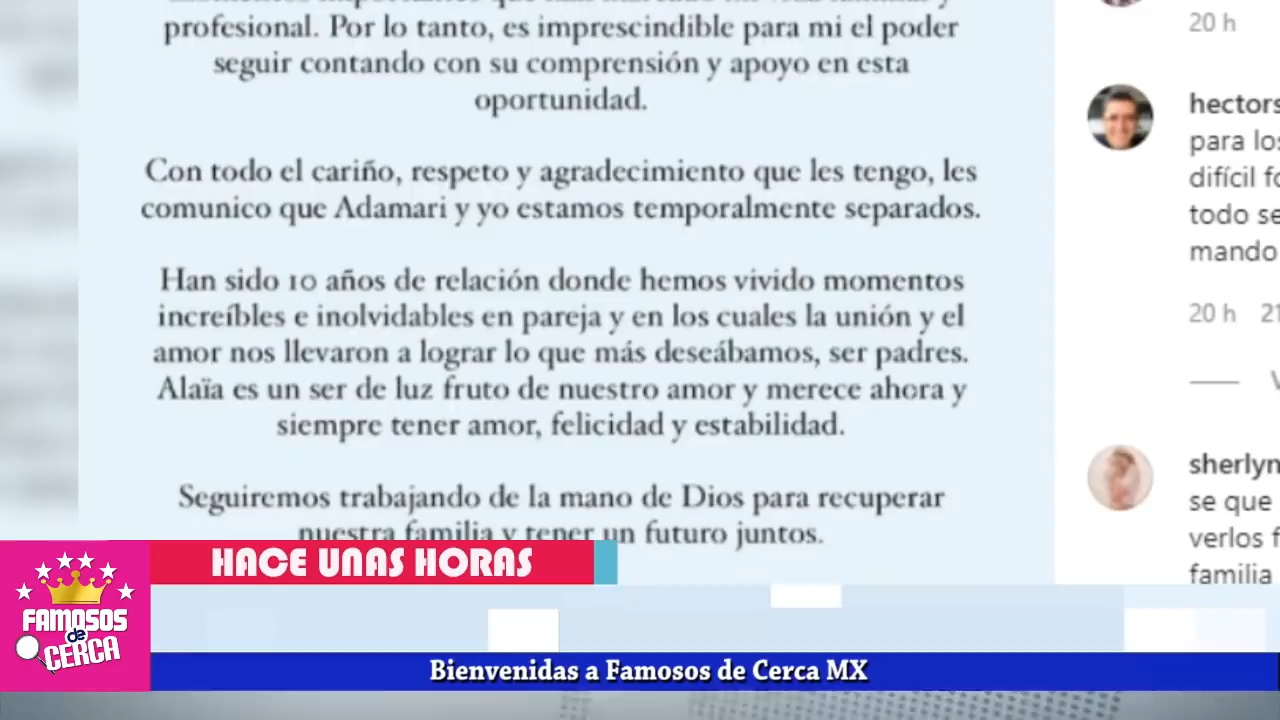 profesional. Por lo tanto, es imprescindible para mi el poder
seguir contando con su comprensión y apoyo en esta
oportunidad.
Con todo el cariño, respeto y agradecimiento que les tengo, les
comunico que Adamari y yo estamos temporalmente separados.
Han sido 10 años de relación donde hemos vivido momentos
increíbles e inolvidables en pareja y en los cuales la unión y el
amor nos llevaron a lograr lo que más deseábamos, ser padres.
Alaïa es un ser de luz fruto de nuestro amor y merece ahora y
siempre tener amor, felicidad y estabilidad.
Seguiremos trabajando de la mano de Dios para recuperar
nuestra familia y tener un futuro juntos.
20 h
hectors
para los
difícil fo
todo se
mando
20 h 21
sherlyn
se que
verlos f
familia
HACE UNAS HORAS
FAMOSOS
de
CERCA
Bienvenidas a Famosos de Cerca MX